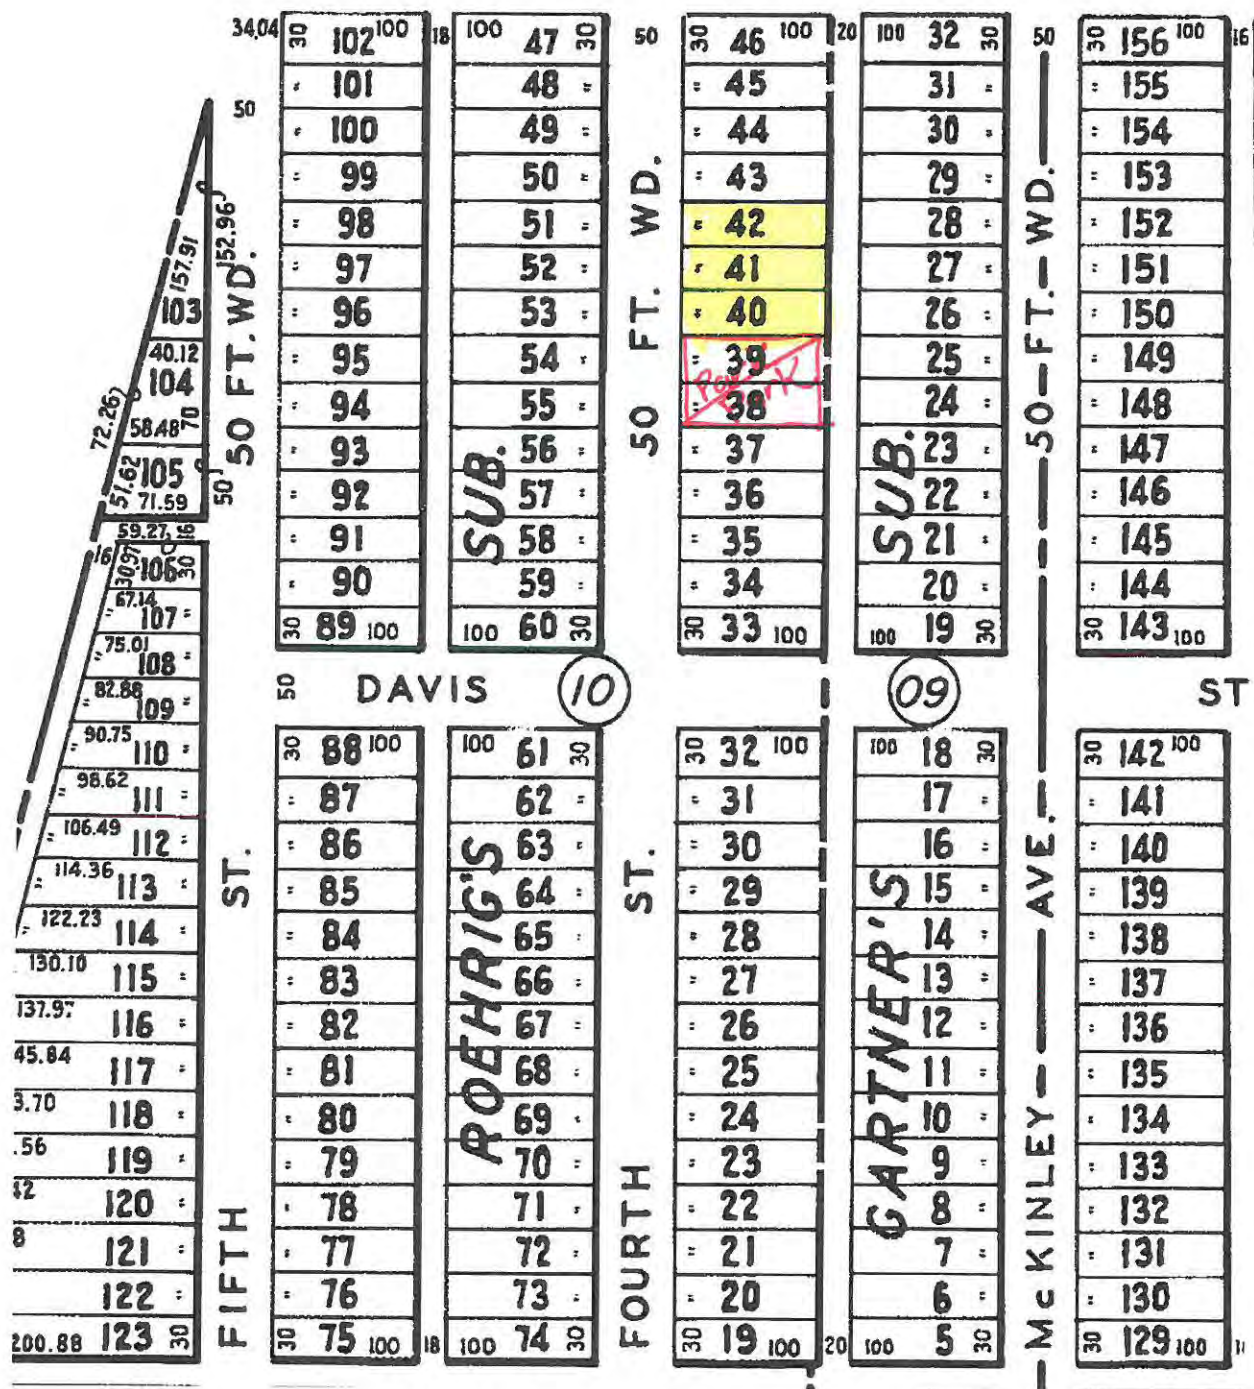 34.04 30 102 100 18 100 47 30 50 30 46 100 20 100 32 30 50 30 156 100 16
" 101 48 " " 45 31 " " 155
50 " 100 49 " " 44 30 " " 154
" 99 50 " " 43 29 " " 153
" 98 51 " " 42 28 " " 152
" 97 52 " " 41 27 " " 151
" 96 53 " " 40 26 " " 150
" 95 54 " " 39 25 " " 149
" 94 55 " " 38 24 " " 148
" 93 56 " " 37 23 " " 147
" 92 57 " " 36 22 " " 146
" 91 58 " " 35 21 " " 145
" 90 59 " " 34 20 " " 144
30 89 100 100 60 30 30 33 100 100 19 30 30 143 100
Park
157.91 152.96
103
40.12
104
72.26 58.48 70
105 50
51.62 71.59
59.27 16
16 30.97 106 30
" 67.14 107 "
" 75.01 108 "
" 82.88 109 "
" 90.75 110 "
" 98.62 111 "
" 106.49 112 "
" 114.36 113 "
" 122.23 114 "
130.10 115 "
137.97 116 "
45.84 117 "
3.70 118 "
.56 119 "
42 120 "
8 121 "
122 "
200.88 123 30
50 FT. WD.
FIFTH ST.
50 FT. WD.
FOURTH ST.
50-FT.-WD.
McKINLEY AVE.
ROEHRIG'S SUB.
GARTNER'S SUB.
50 DAVIS 10 09 ST
30 88 100 100 61 30 30 32 100 100 18 30 30 142 100
" 87 62 " " 31 17 " " 141
" 86 63 " " 30 16 " " 140
" 85 64 " " 29 15 " " 139
" 84 65 " " 28 14 " " 138
" 83 66 " " 27 13 " " 137
" 82 67 " " 26 12 " " 136
" 81 68 " " 25 11 " " 135
" 80 69 " " 24 10 " " 134
" 79 70 " " 23 9 " " 133
" 78 71 " " 22 8 " " 132
" 77 72 " " 21 7 " " 131
" 76 73 " " 20 6 " " 130
30 75 100 18 100 74 30 30 19 100 20 100 5 30 30 129 100